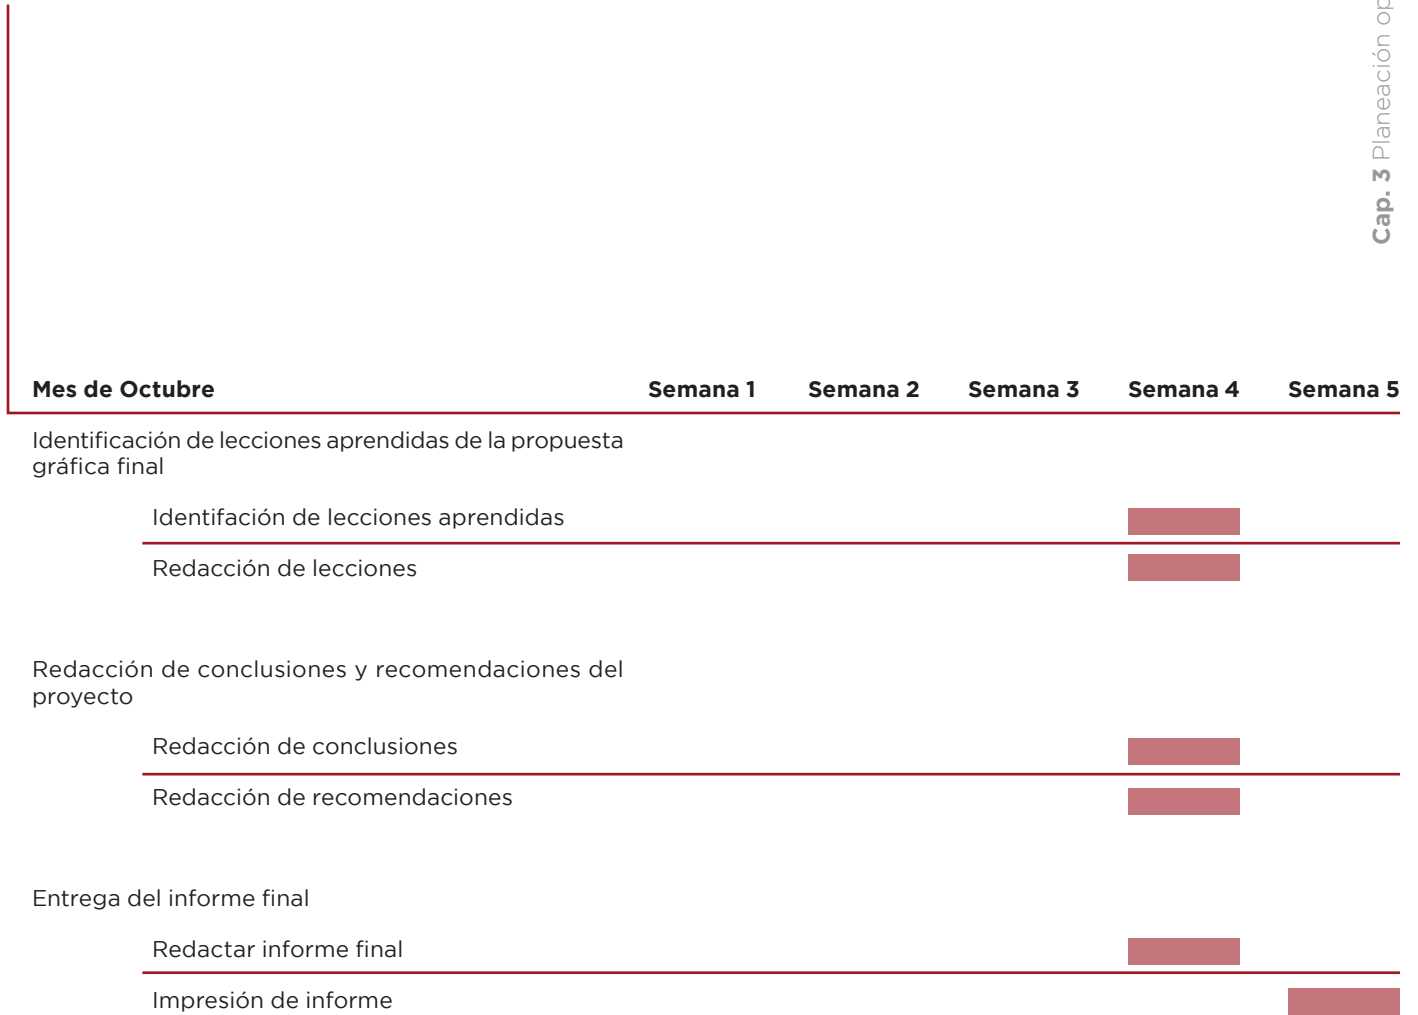 Cap. 3 Planeación op
Mes de Octubre Semana 1 Semana 2 Semana 3 Semana 4 Semana 5
Identificación de lecciones aprendidas de la propuesta
gráfica final
Identifación de lecciones aprendidas
Redacción de lecciones
Redacción de conclusiones y recomendaciones del
proyecto
Redacción de conclusiones
Redacción de recomendaciones
Entrega del informe final
Redactar informe final
Impresión de informe